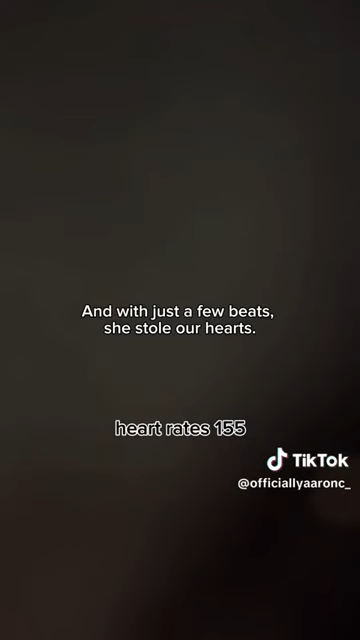 And with just a few beats,
she stole our hearts.
heart rates 155
TikTok
@officiallyaaronc_